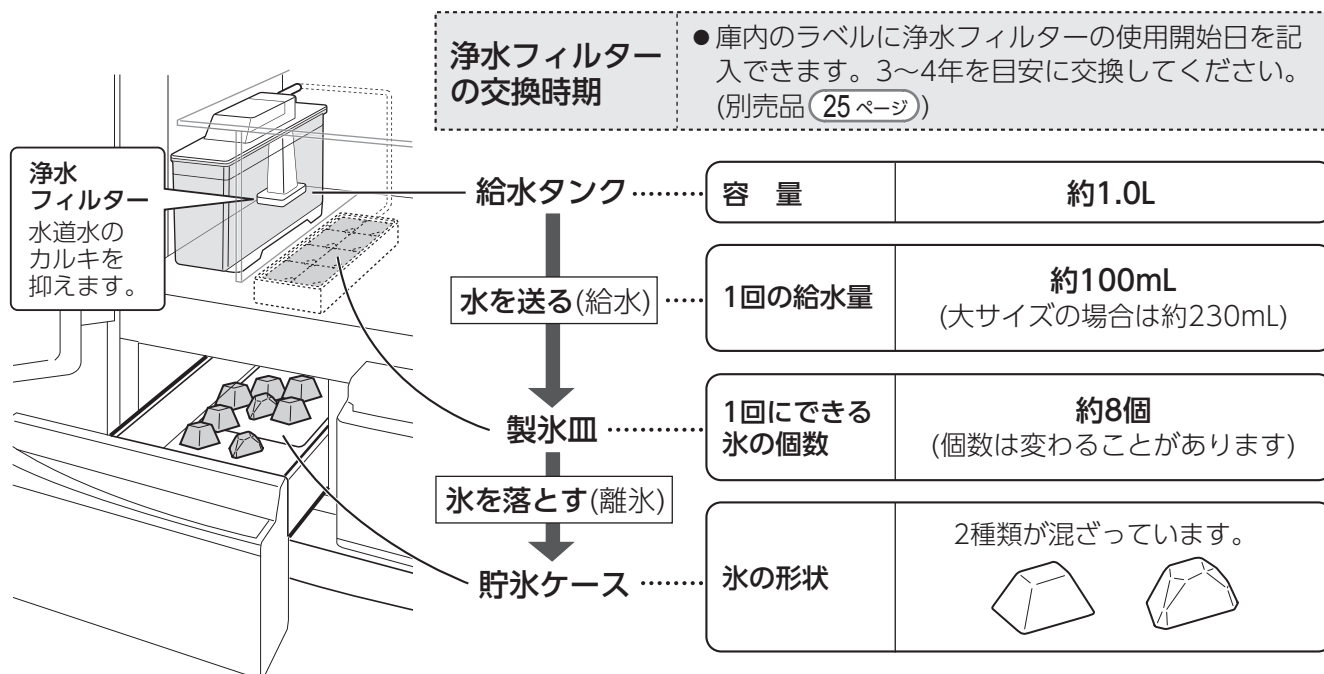 浄水フィルター
の交換時期
●庫内のラベルに浄水フィルターの使用開始日を記
入できます。3〜4年を目安に交換してください。
(別売品 25ページ)
浄水
フィルター
水道水の
カルキを
抑えます。
給水タンク
容 量
約1.0L
水を送る(給水)
1回の給水量
約100mL
(大サイズの場合は約230mL)
製氷皿
1回にできる
氷の個数
約8個
(個数は変わることがあります)
氷を落とす(離氷)
貯氷ケース
氷の形状
2種類が混ざっています。